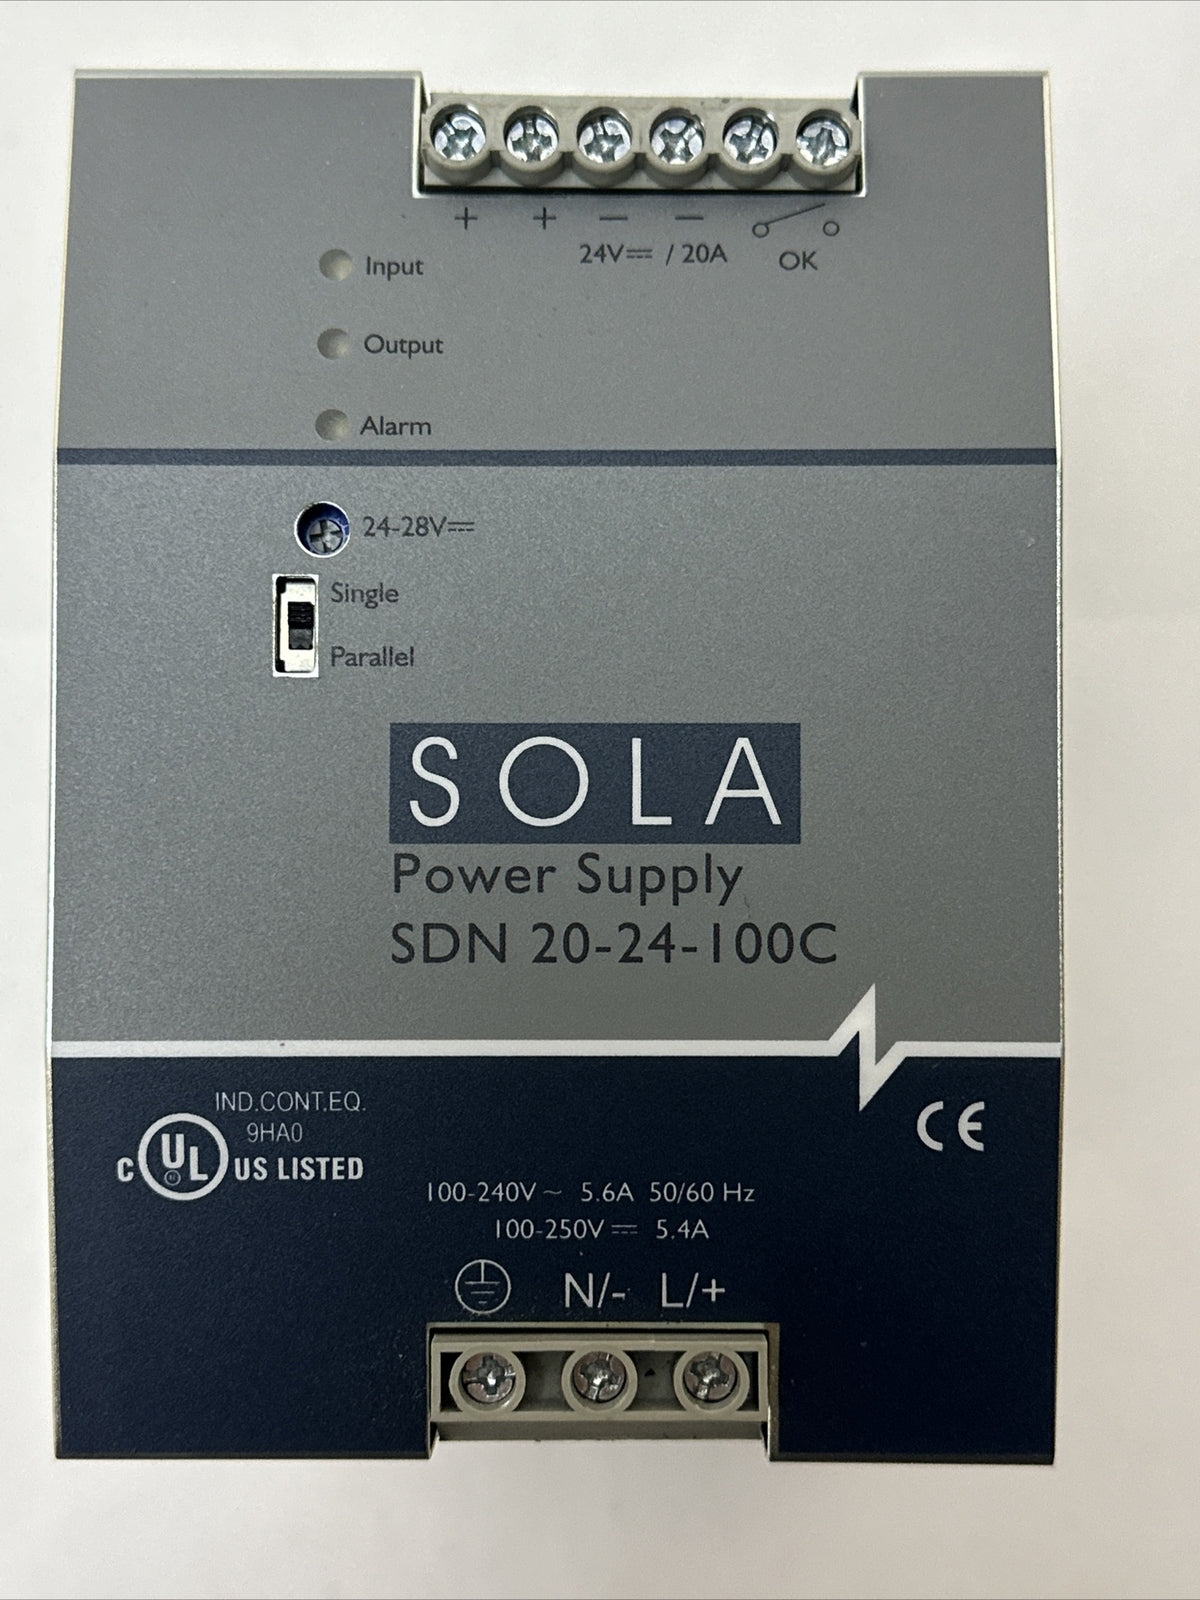 + + − −
24V⎓ / 20A OK
Input
Output
Alarm
24-28V⎓
Single
Parallel
SOLA
Power Supply
SDN 20-24-100C
IND.CONT.EQ.
9HA0
C UL US LISTED
CE
100-240V ~ 5.6A 50/60 Hz
100-250V ⎓ 5.4A
N/- L/+